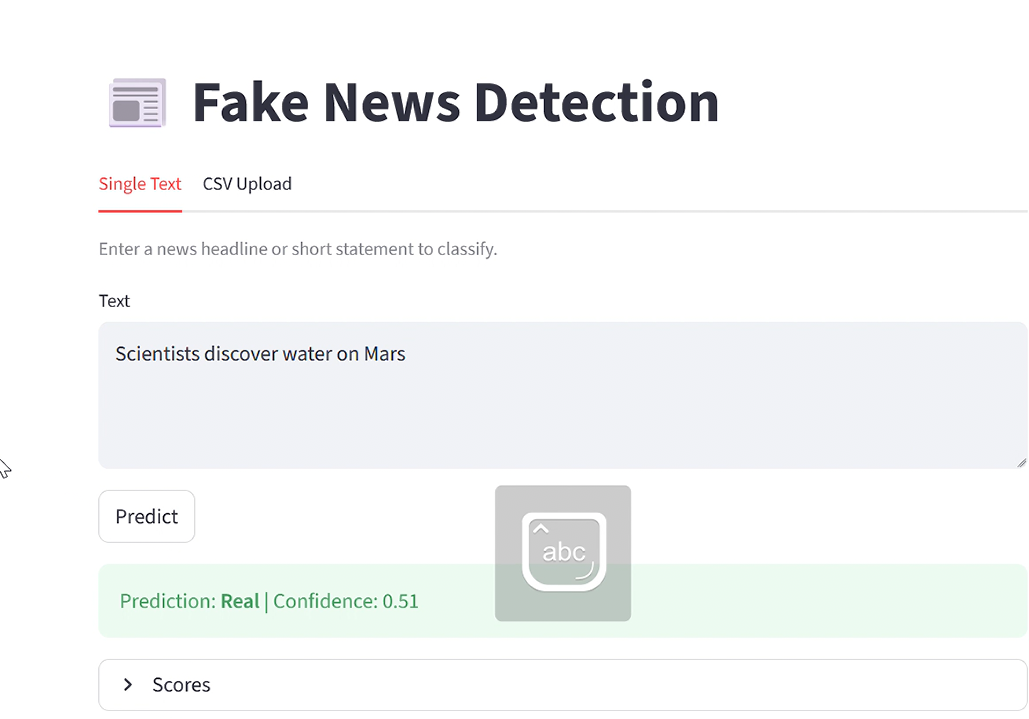 Fake News Detection
Single Text CSV Upload
Enter a news headline or short statement to classify.
Text
Scientists discover water on Mars
Predict
abc
Prediction: Real | Confidence: 0.51
Scores